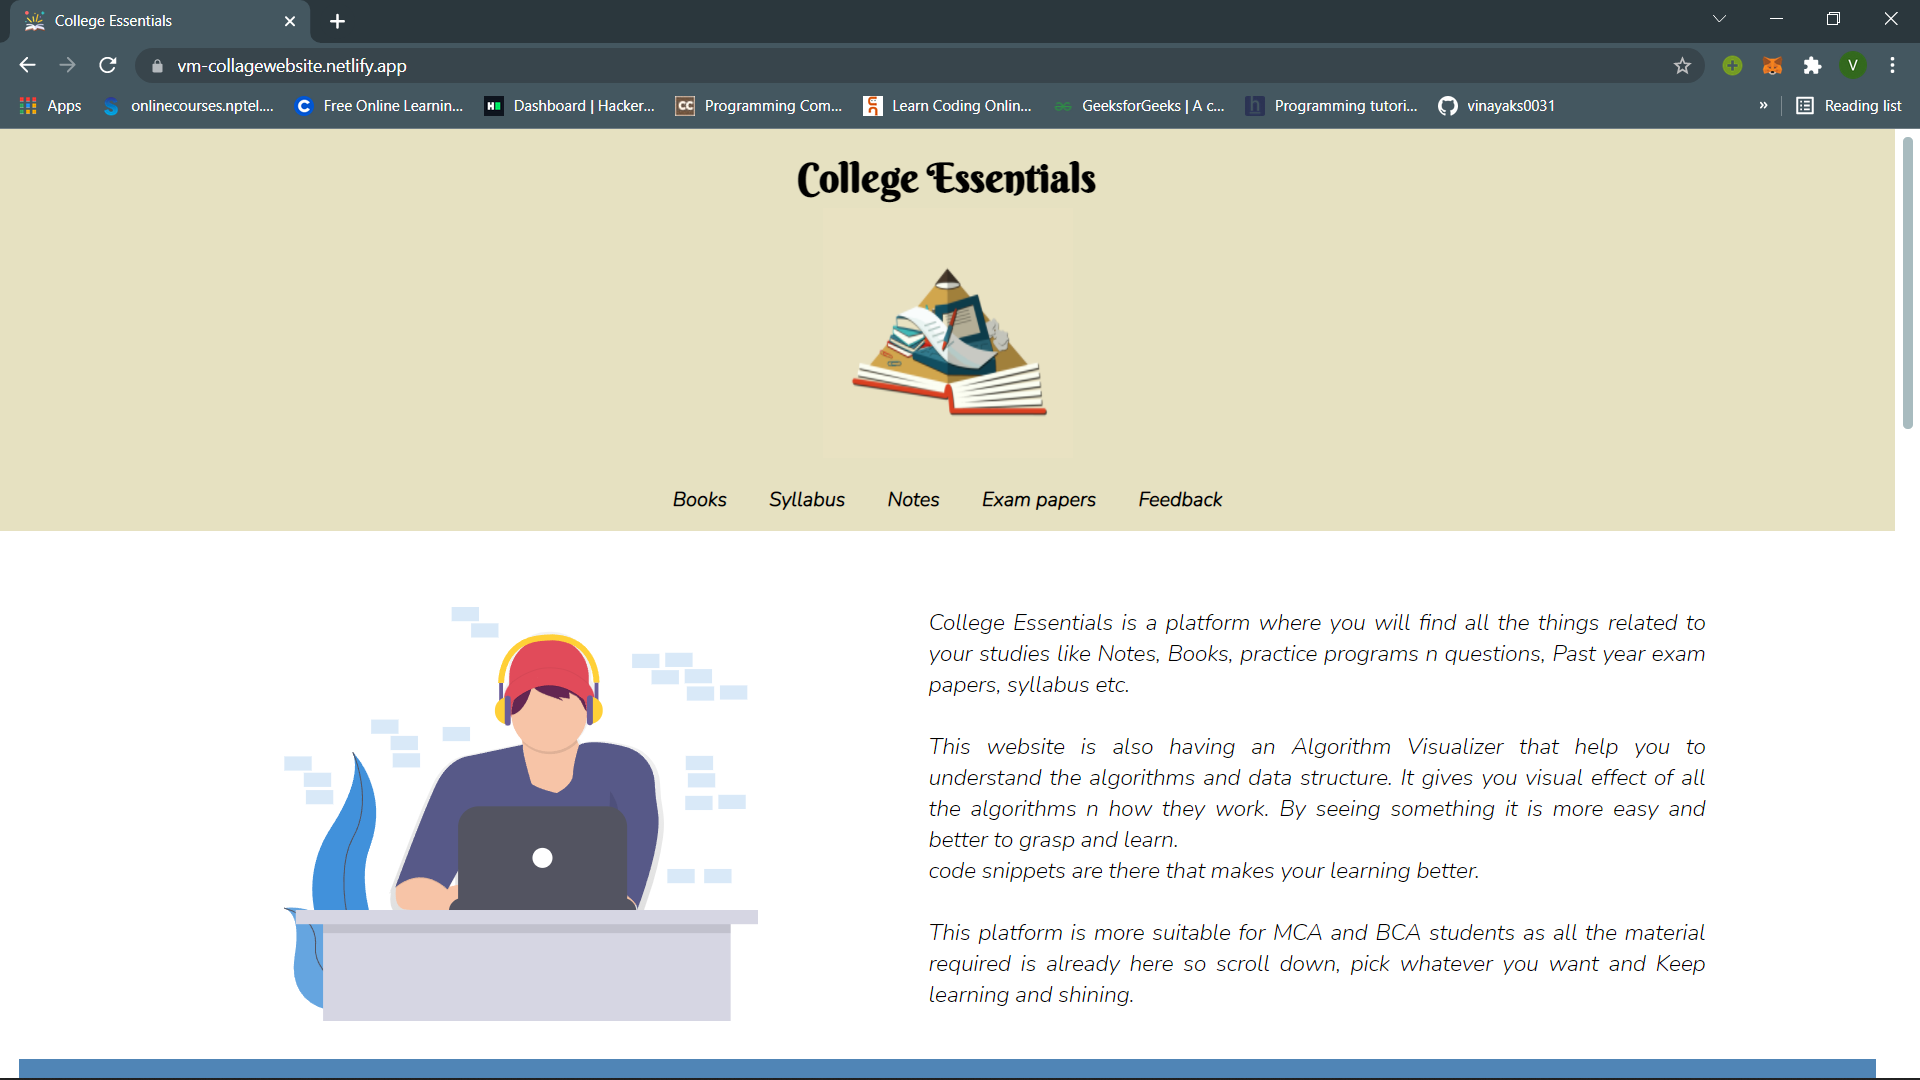 College Essentials
vm-collagewebsite.netlify.app
V
Apps onlinecourses.nptel.... Free Online Learnin... Dashboard | Hacker... Programming Com... Learn Coding Onlin... GeeksforGeeks | A c... Programming tutori... vinayaks0031 » Reading list
College Essentials
Books Syllabus Notes Exam papers Feedback
College Essentials is a platform where you will find all the things related to
your studies like Notes, Books, practice programs n questions, Past year exam
papers, syllabus etc.
This website is also having an Algorithm Visualizer that help you to
understand the algorithms and data structure. It gives you visual effect of all
the algorithms n how they work. By seeing something it is more easy and
better to grasp and learn.
code snippets are there that makes your learning better.
This platform is more suitable for MCA and BCA students as all the material
required is already here so scroll down, pick whatever you want and Keep
learning and shining.